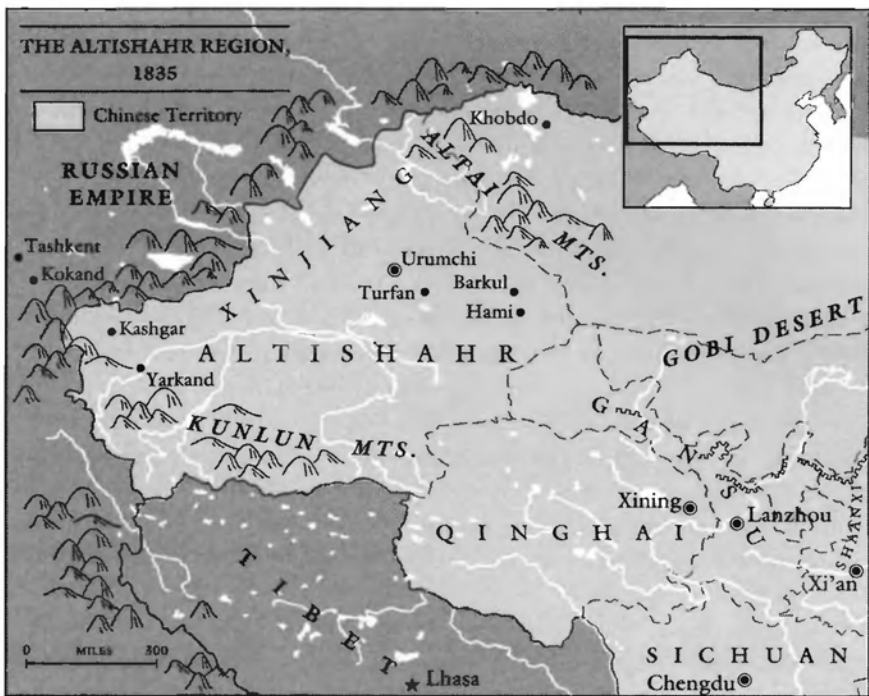 THE ALTISHAHR REGION,
1835
Chinese Territory
RUSSIAN
EMPIRE
Khobdo
ALTAI MTS.
Tashkent
Kokand
XINJIANG
Urumchi
Turfan
Barkul
Hami
Kashgar
ALTISHAHR
GOBI DESERT
Yarkand
KUNLUN MTS.
GANSU
Xining
Lanzhou
QINGHAI
SHAANXI
Xi'an
TIBET
0 MILES 300
Lhasa
SICHUAN
Chengdu